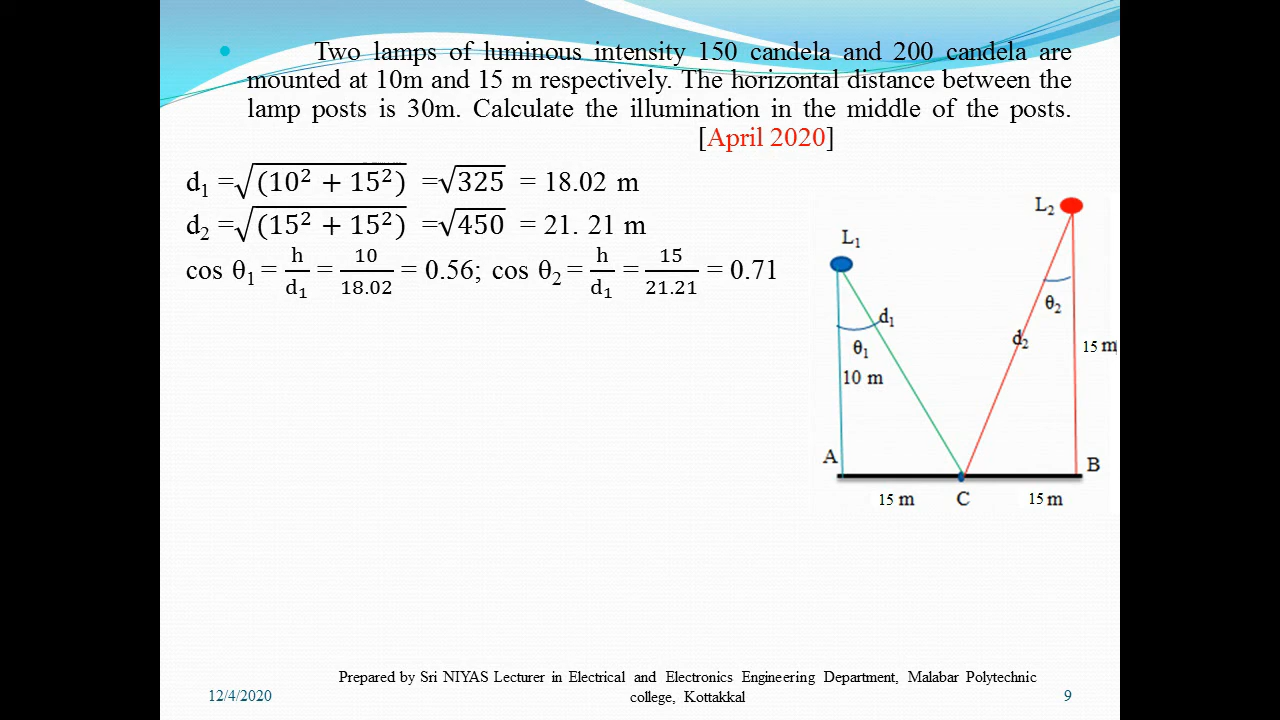 Two lamps of luminous intensity 150 candela and 200 candela are
mounted at 10m and 15 m respectively. The horizontal distance between the
lamp posts is 30m. Calculate the illumination in the middle of the posts.
[April 2020]
d₁ =√(10² + 15²) =√325 = 18.02 m
d₂ =√(15² + 15²) =√450 = 21. 21 m
cos θ₁ = h/d₁ = 10/18.02 = 0.56; cos θ₂ = h/d₁ = 15/21.21 = 0.71
L₂
L₁
θ₂
d₁
d₂
θ₁
15 m
10 m
A
B
15 m
C
15 m
Prepared by Sri NIYAS Lecturer in Electrical and Electronics Engineering Department, Malabar Polytechnic
12/4/2020
college, Kottakkal
9